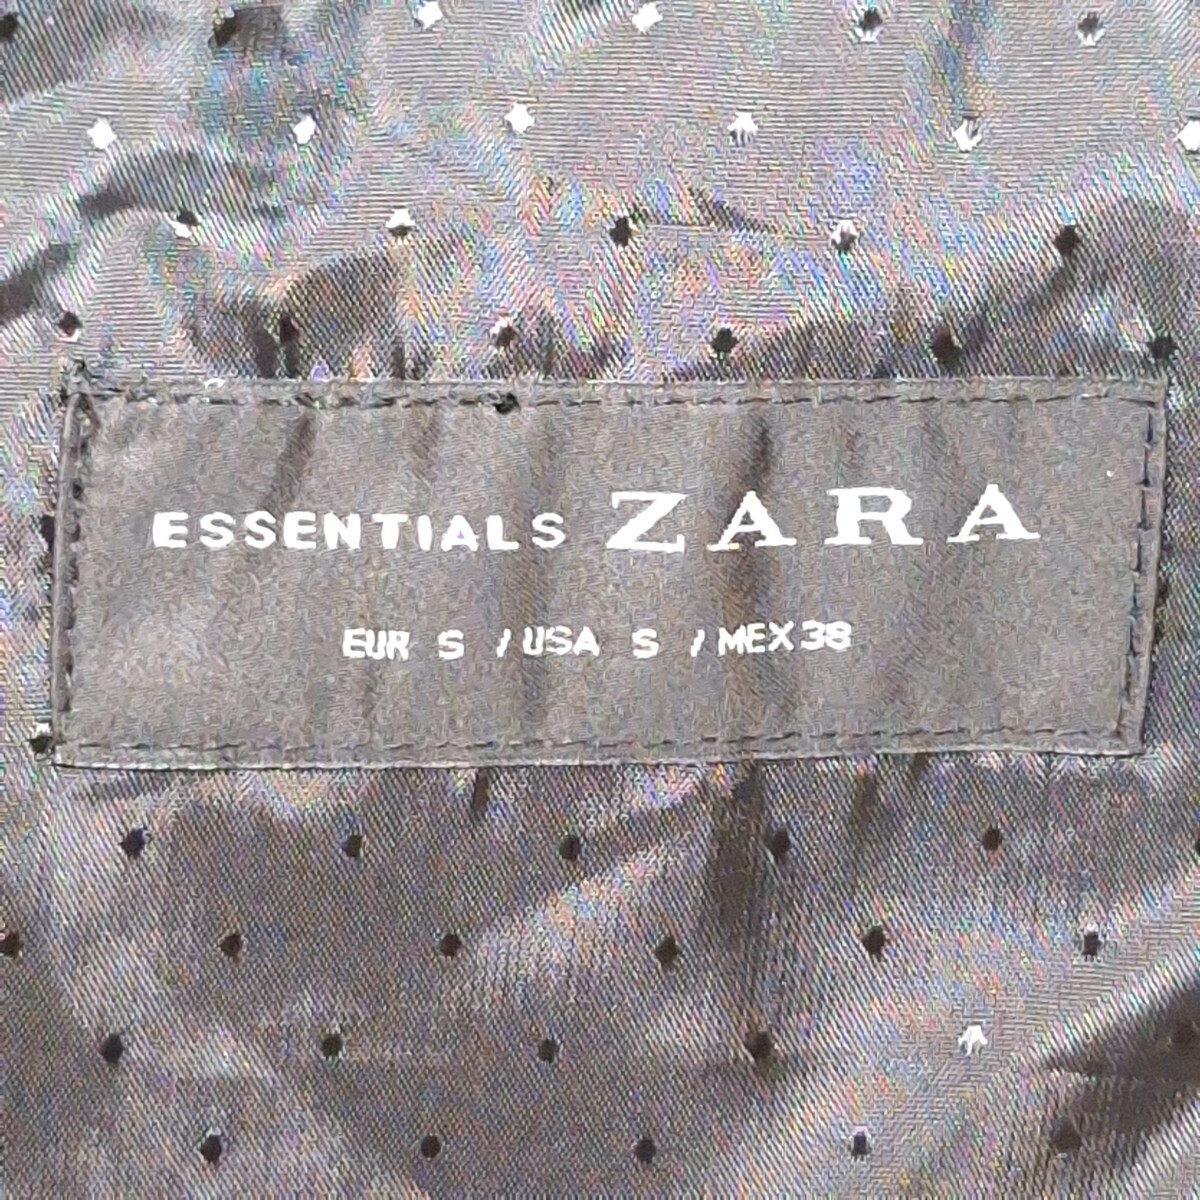 ESSENTIALS ZARA
EUR S / USA S / MEX 38